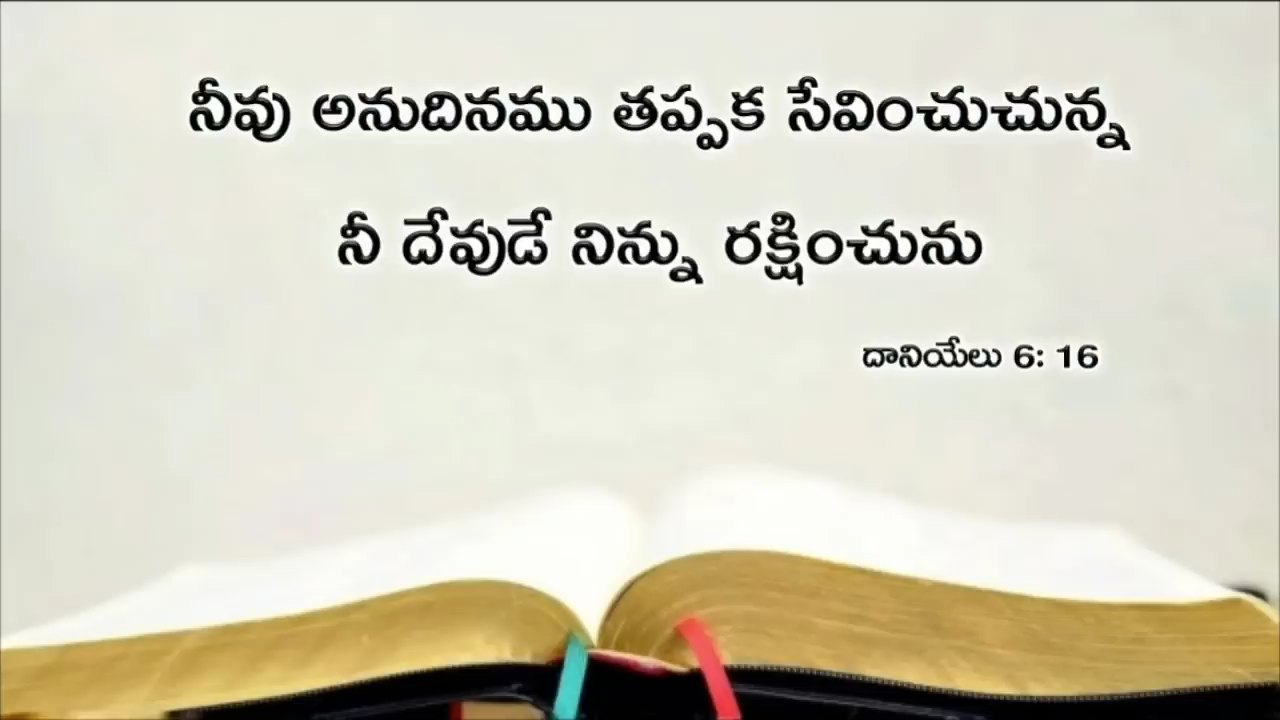 నీవు అనుదినము తప్పక సేవించుచున్న
నీ దేవుడే నిన్ను రక్షించును
దానియేలు 6: 16